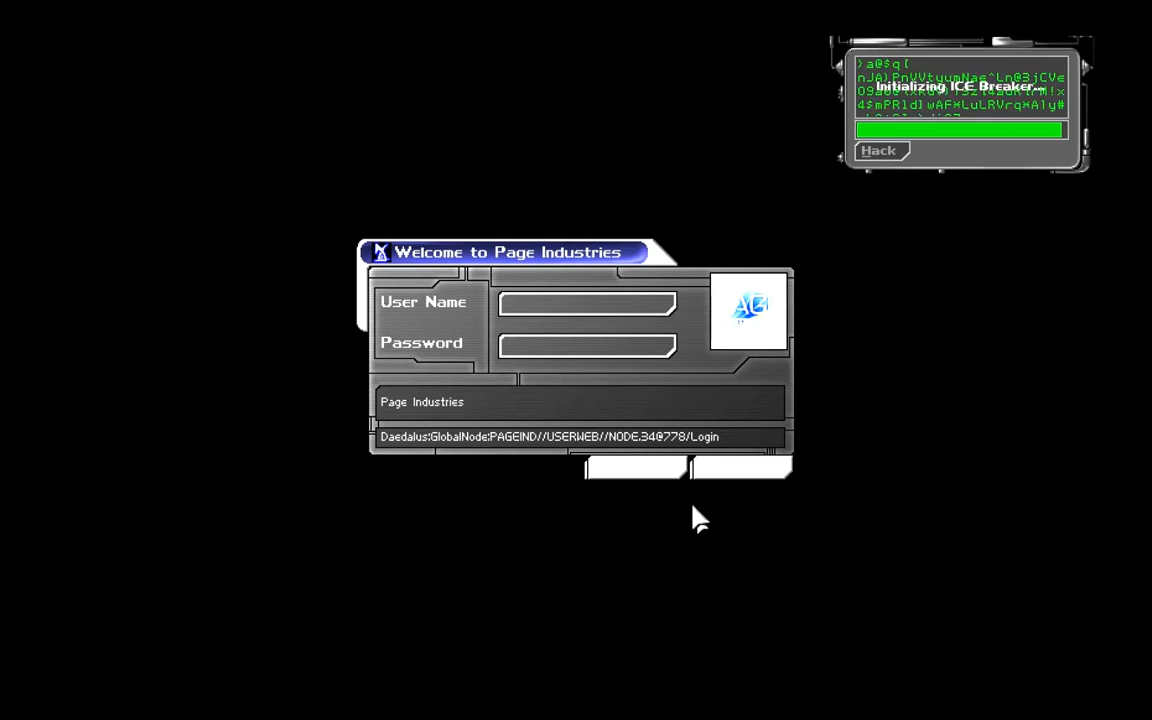 Initializing ICE Breaker...
Hack
Welcome to Page Industries
User Name
Password
Page Industries
Daedalus:GlobalNode:PAGEIND//USERWEB//NODE.34@778/Login